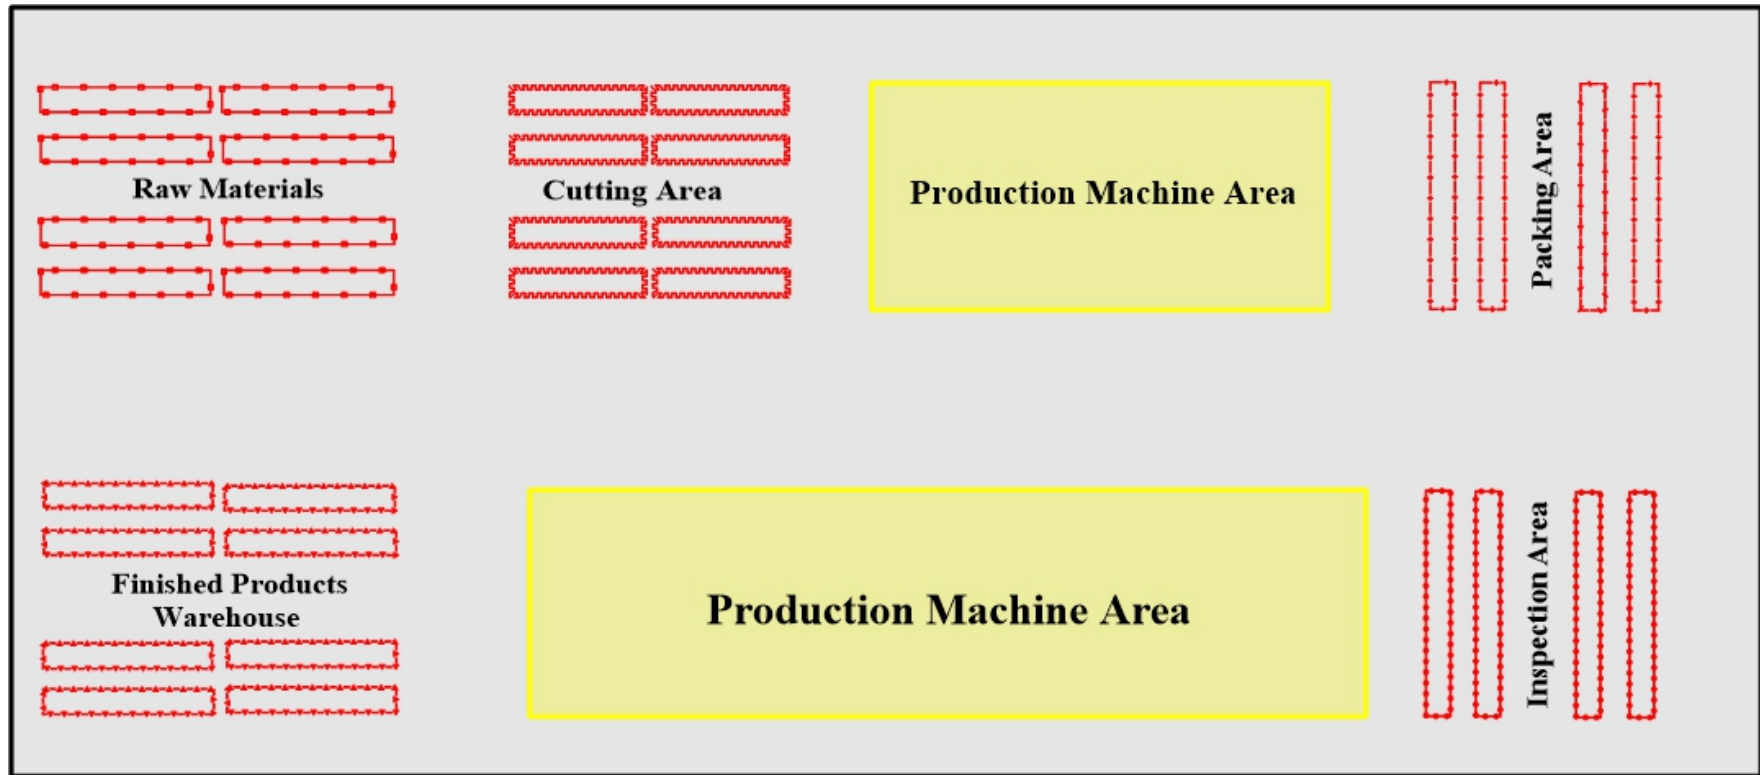 Raw Materials
Cutting Area
Production Machine Area
Packing Area
Finished Products
Warehouse
Production Machine Area
Inspection Area